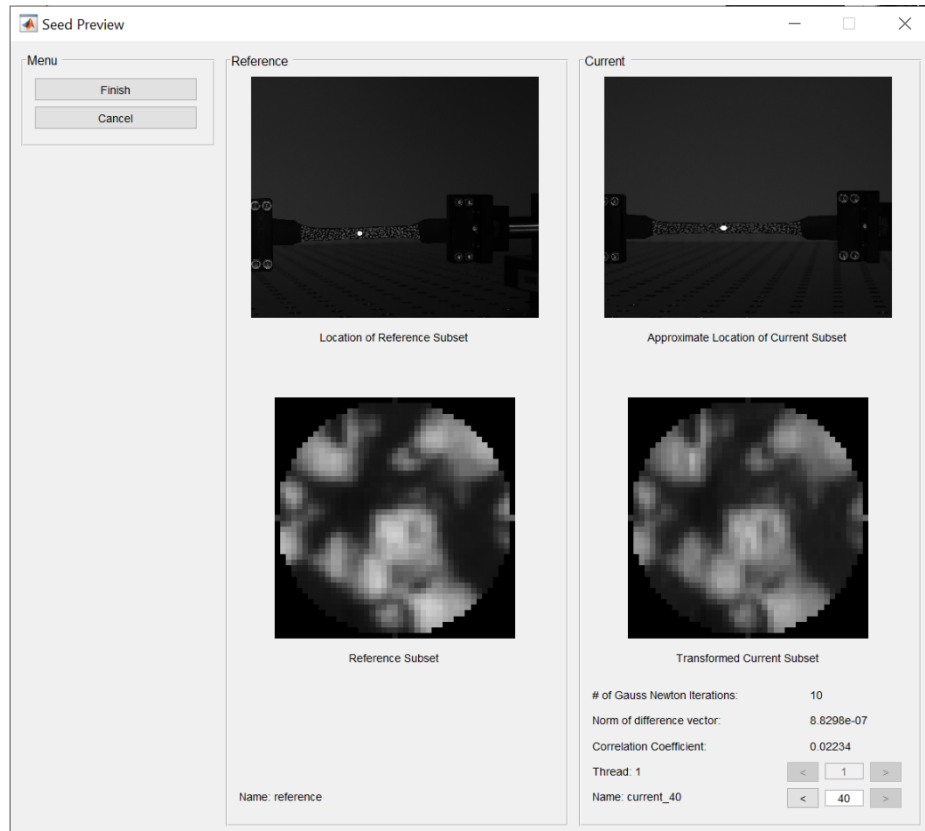 Seed Preview
Menu
Finish
Cancel
Reference
Location of Reference Subset
Reference Subset
Name: reference
Current
Approximate Location of Current Subset
Transformed Current Subset
# of Gauss Newton Iterations: 10
Norm of difference vector: 8.8298e-07
Correlation Coefficient: 0.02234
Thread: 1 < 1 >
Name: current_40 < 40 >